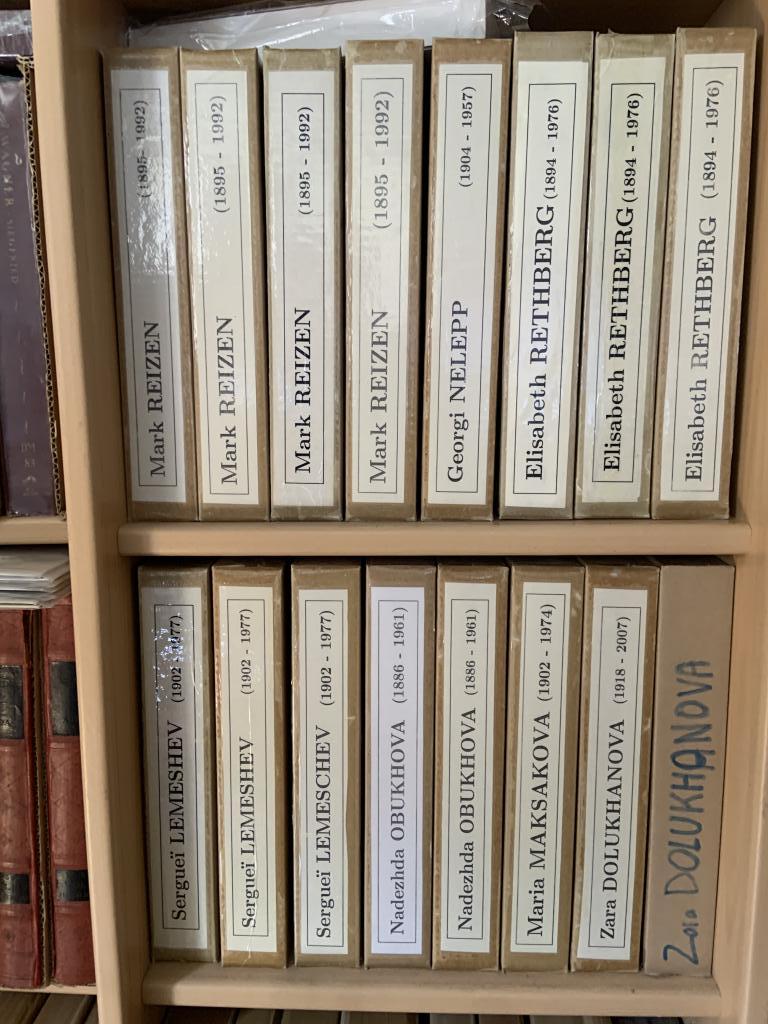 Mark REIZEN (1895- 1992)
Mark REIZEN (1895 - 1992)
Mark REIZEN (1895 - 1992)
Mark REIZEN (1895 - 1992)
Georgi NELEPP (1904 - 1957)
Elisabeth RETHBERG (1894 - 1976)
Elisabeth RETHBERG (1894 - 1976)
Elisabeth RETHBERG (1894 - 1976)
Sergueï LEMESHEV (1902 - 1977)
Sergueï LEMESHEV (1902 - 1977)
Sergueï LEMESCHEV (1902 - 1977)
Nadezhda OBUKHOVA (1886 - 1961)
Nadezhda OBUKHOVA (1886 - 1961)
Maria MAKSAKOVA (1902 - 1974)
Zara DOLUKHANOVA (1918 - 2007)
Zara DOLUKHANOVA